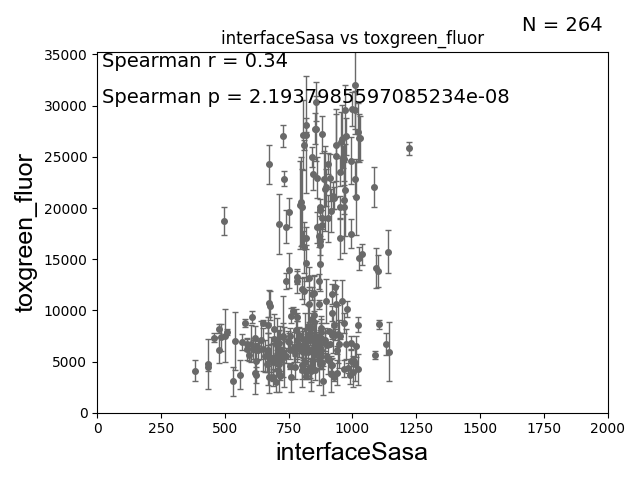 N = 264
interfaceSasa vs toxgreen_fluor
Spearman r = 0.34
Spearman p = 2.1937985597085234e-08
toxgreen_fluor
35000
30000
25000
20000
15000
10000
5000
0
0 250 500 750 1000 1250 1500 1750 2000
interfaceSasa